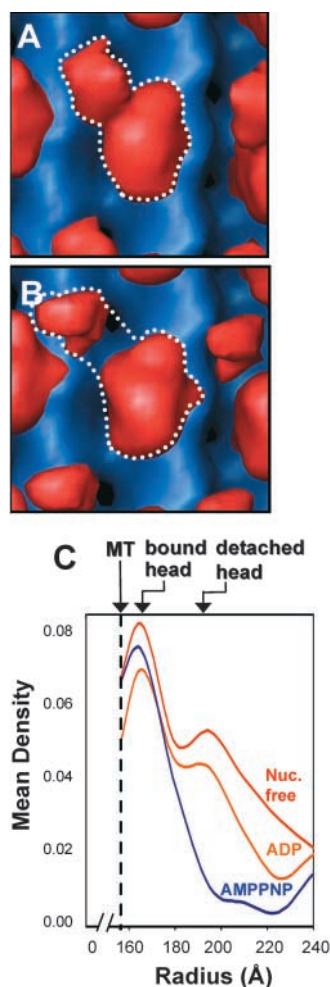 A
B
C
MT bound detached
head head
0.08
0.06
0.04
0.02
0.00
Mean Density
Nuc.
free
ADP
AMPPNP
0 160 180 200 220 240
Radius (Å)